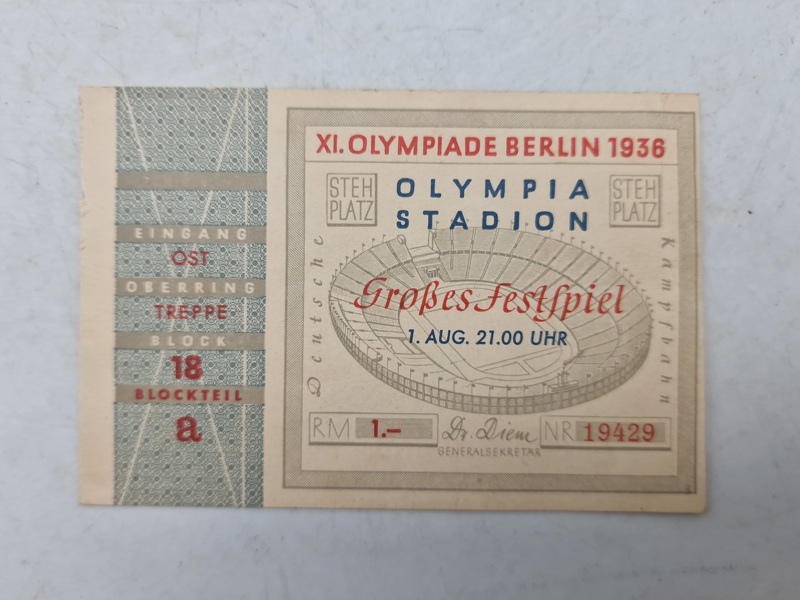 EINGANG
OST
OBERRING
TREPPE
BLOCK
18
BLOCKTEIL
a
XI. OLYMPIADE BERLIN 1936
STEH
PLATZ
OLYMPIA
STADION
STEH
PLATZ
Deutsche
Kampfbahn
Großes Festspiel
1. AUG. 21.00 UHR
RM 1.–
Dr. Diem
GENERALSEKRETÄR
NR 19429